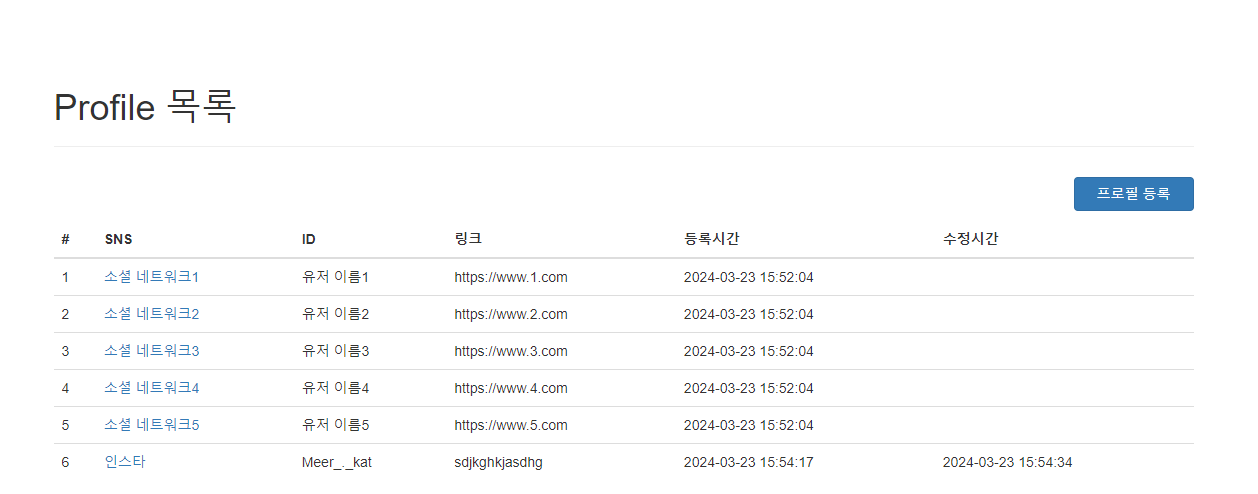 Profile 목록
프로필 등록
# SNS ID 링크 등록시간 수정시간
1 소셜 네트워크1 유저 이름1 https://www.1.com 2024-03-23 15:52:04
2 소셜 네트워크2 유저 이름2 https://www.2.com 2024-03-23 15:52:04
3 소셜 네트워크3 유저 이름3 https://www.3.com 2024-03-23 15:52:04
4 소셜 네트워크4 유저 이름4 https://www.4.com 2024-03-23 15:52:04
5 소셜 네트워크5 유저 이름5 https://www.5.com 2024-03-23 15:52:04
6 인스타 Meer_._kat sdjkghkjasdhg 2024-03-23 15:54:17 2024-03-23 15:54:34